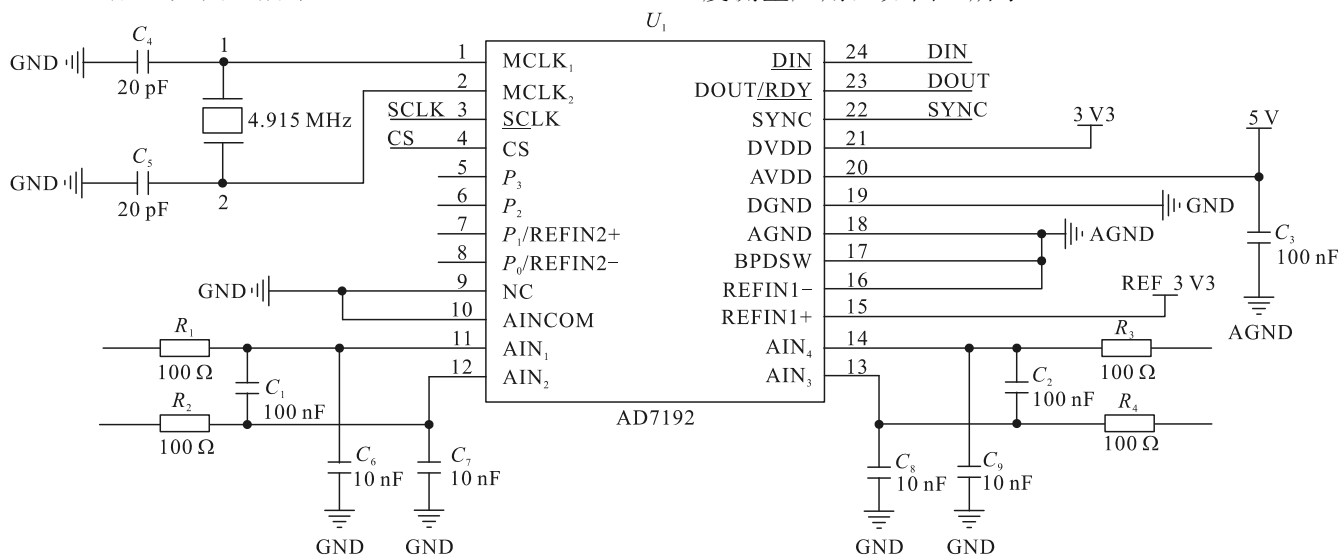 U₁
C₄
1
GND
20 pF
4.915 MHz
C₅
GND
20 pF
2
1
MCLK₁
2
MCLK₂
SCLK
3
SCLK
CS
4
CS
5
P₃
6
P₂
7
P₁/REFIN2+
8
P₀/REFIN2−
GND
9
NC
10
AINCOM
R₁
11
AIN₁
100 Ω
12
AIN₂
C₁
100 nF
R₂
100 Ω
C₆
10 nF
C₇
10 nF
GND
GND
AD7192
DIN
24
DIN
DOUT/RDY
23
DOUT
SYNC
22
SYNC
DVDD
21
3 V3
AVDD
20
5 V
DGND
19
GND
AGND
18
AGND
BPDSW
17
REFIN1−
16
REFIN1+
15
REF 3 V3
C₃
100 nF
AGND
AIN₄
14
R₃
100 Ω
AIN₃
13
C₂
100 nF
R₄
100 Ω
C₈
10 nF
C₉
10 nF
GND
GND